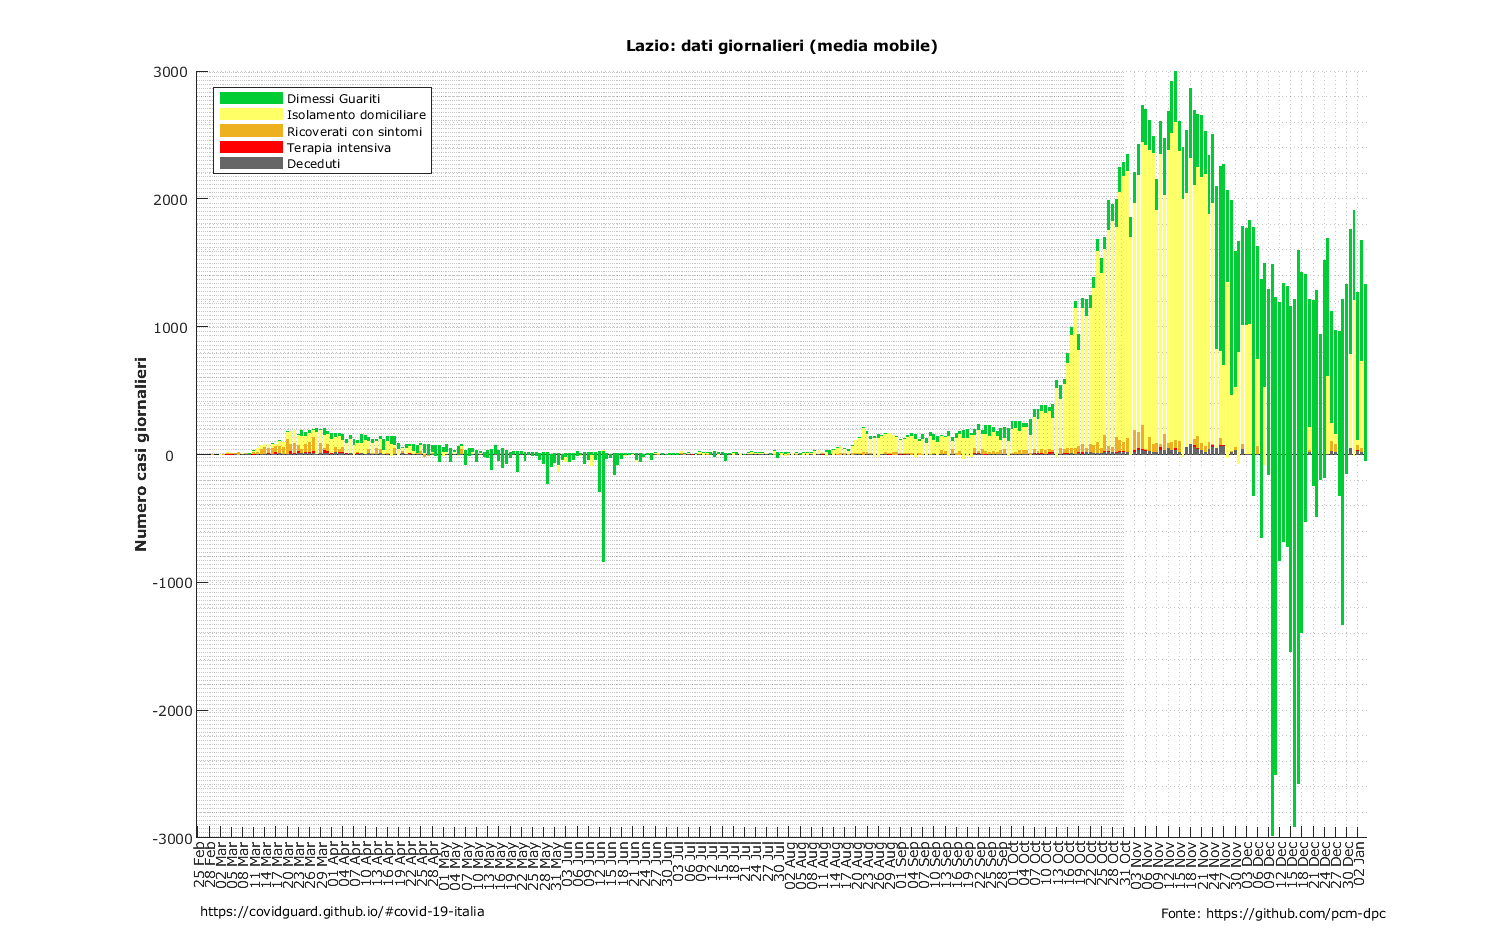 Lazio: dati giornalieri (media mobile)
Numero casi giornalieri
3000
2000
1000
0
-1000
-2000
-3000
Dimessi Guariti
Isolamento domiciliare
Ricoverati con sintomi
Terapia intensiva
Deceduti
25 Feb
28 Feb
02 Mar
05 Mar
08 Mar
11 Mar
14 Mar
17 Mar
20 Mar
23 Mar
26 Mar
29 Mar
01 Apr
04 Apr
07 Apr
10 Apr
13 Apr
16 Apr
19 Apr
22 Apr
25 Apr
28 Apr
01 May
04 May
07 May
10 May
13 May
16 May
19 May
22 May
25 May
28 May
31 May
03 Jun
06 Jun
09 Jun
12 Jun
15 Jun
18 Jun
21 Jun
24 Jun
27 Jun
30 Jun
03 Jul
06 Jul
09 Jul
12 Jul
15 Jul
18 Jul
21 Jul
24 Jul
27 Jul
30 Jul
02 Aug
05 Aug
08 Aug
11 Aug
14 Aug
17 Aug
20 Aug
23 Aug
26 Aug
29 Aug
01 Sep
04 Sep
07 Sep
10 Sep
13 Sep
16 Sep
19 Sep
22 Sep
25 Sep
28 Sep
01 Oct
04 Oct
07 Oct
10 Oct
13 Oct
16 Oct
19 Oct
22 Oct
25 Oct
28 Oct
31 Oct
03 Nov
06 Nov
09 Nov
12 Nov
15 Nov
18 Nov
21 Nov
24 Nov
27 Nov
30 Nov
03 Dec
06 Dec
09 Dec
12 Dec
15 Dec
18 Dec
21 Dec
24 Dec
27 Dec
30 Dec
02 Jan
https://covidguard.github.io/#covid-19-italia
Fonte: https://github.com/pcm-dpc